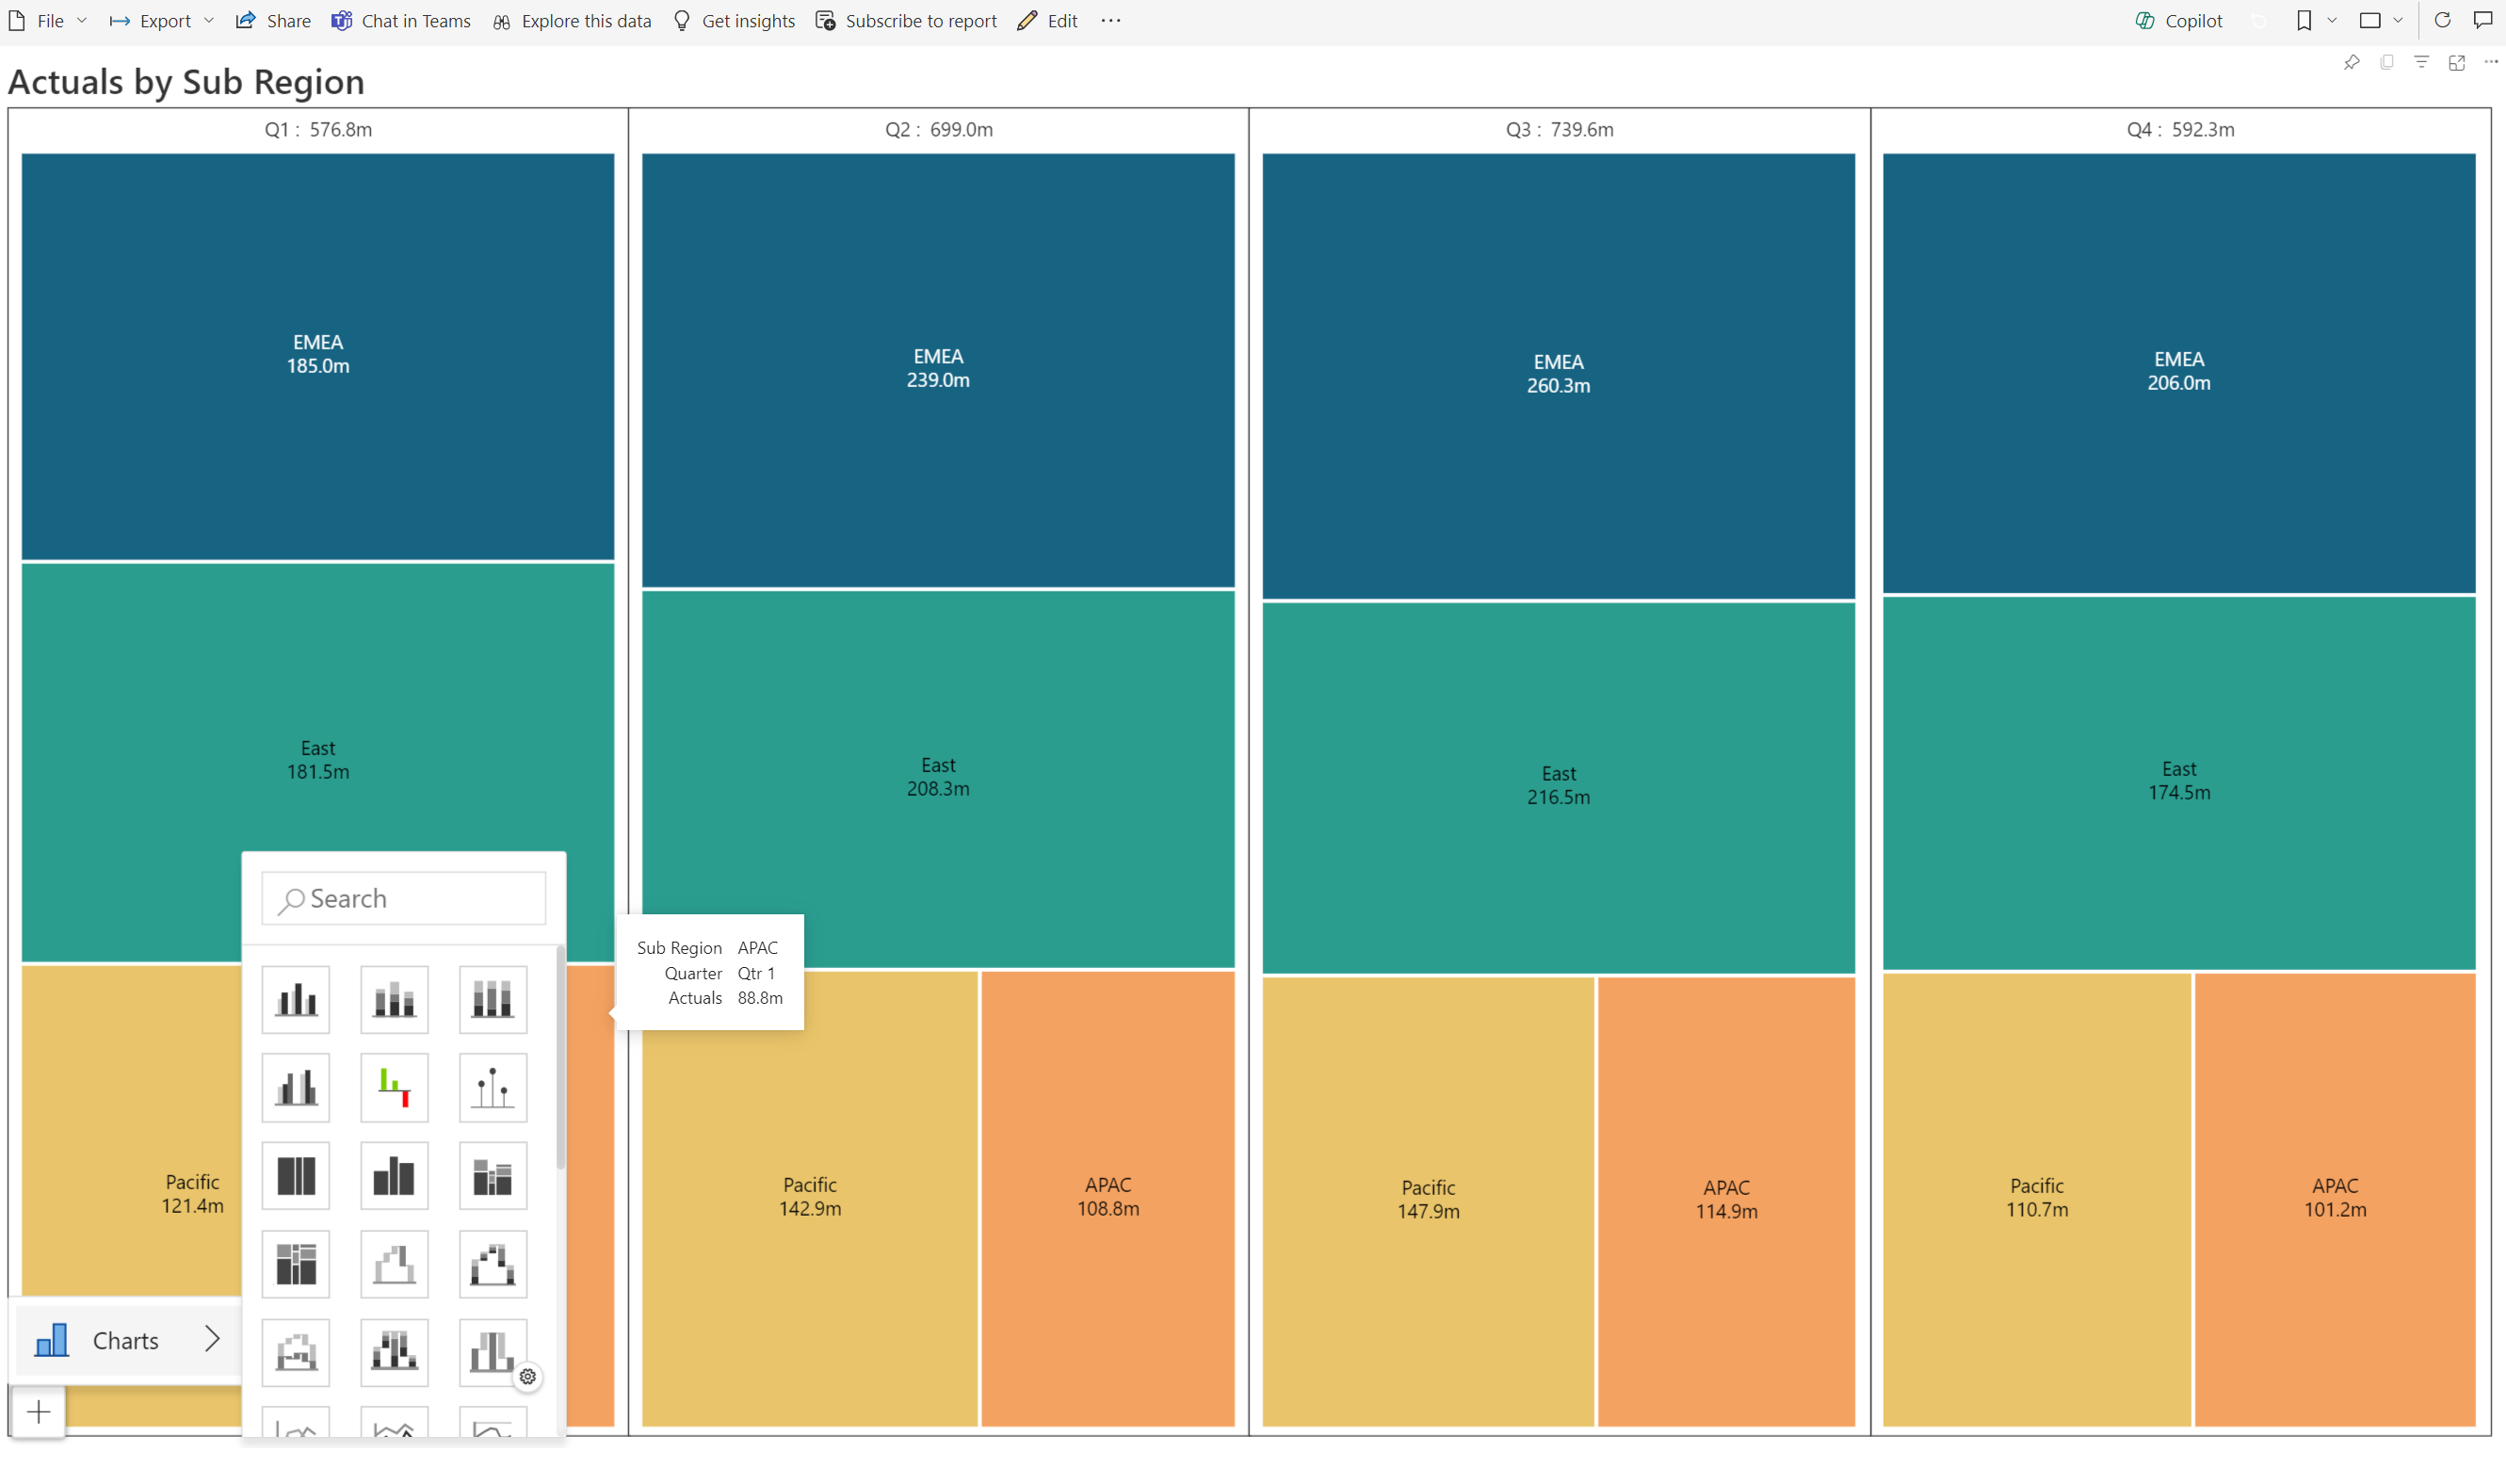 File Export Share Chat in Teams Explore this data Get insights Subscribe to report Edit ··· Copilot
Actuals by Sub Region
Q1 : 576.8m
EMEA
185.0m
East
181.5m
Pacific
121.4m
Q2 : 699.0m
EMEA
239.0m
East
208.3m
Pacific
142.9m
APAC
108.8m
Q3 : 739.6m
EMEA
260.3m
East
216.5m
Pacific
147.9m
APAC
114.9m
Q4 : 592.3m
EMEA
206.0m
East
174.5m
Pacific
110.7m
APAC
101.2m
Search
Sub Region APAC
Quarter Qtr 1
Actuals 88.8m
Charts